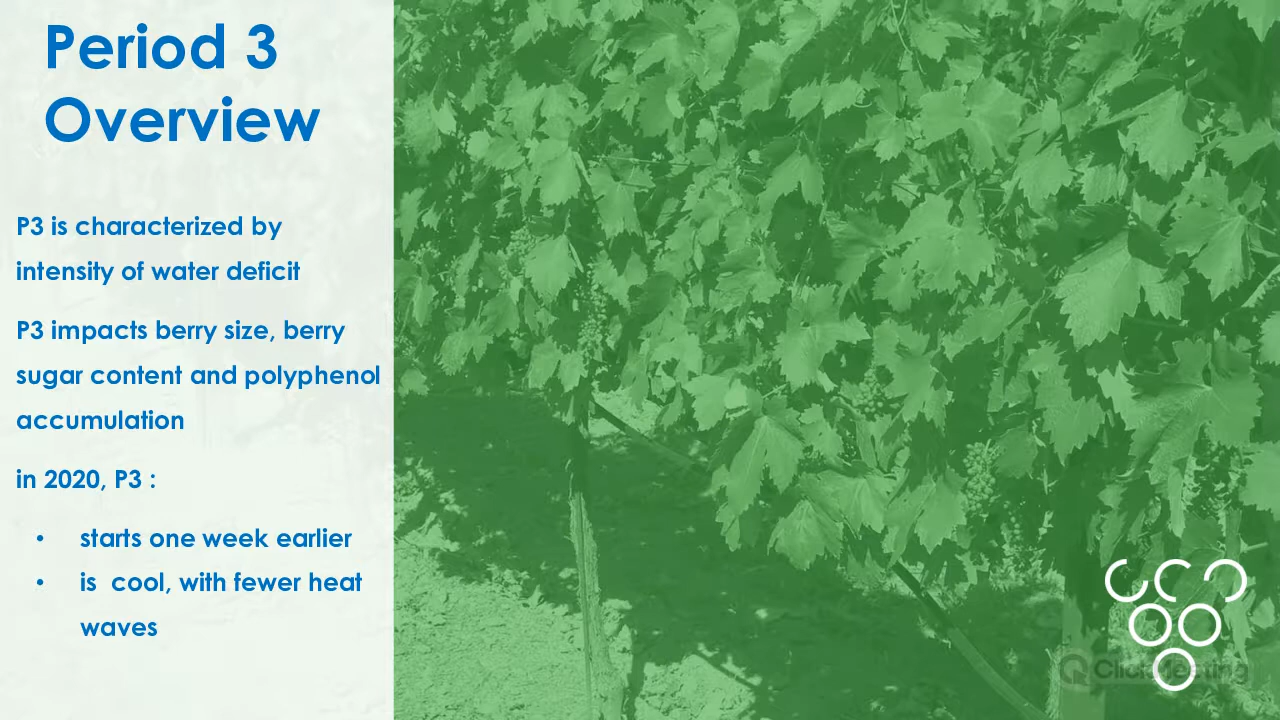 Period 3
Overview
P3 is characterized by
intensity of water deficit
P3 impacts berry size, berry
sugar content and polyphenol
accumulation
in 2020, P3 :
• starts one week earlier
• is  cool, with fewer heat
waves
ClickMeeting